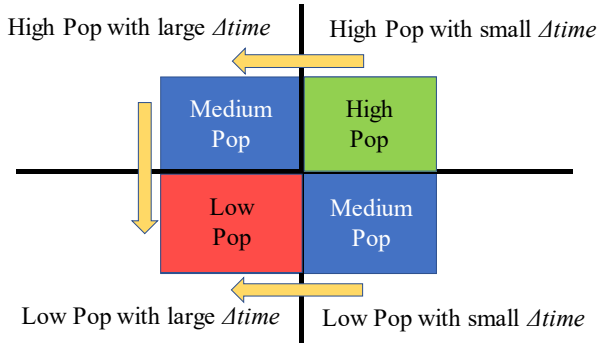 High Pop with large Δtime
High Pop with small Δtime
Medium
Pop
High
Pop
Low
Pop
Medium
Pop
Low Pop with large Δtime
Low Pop with small Δtime